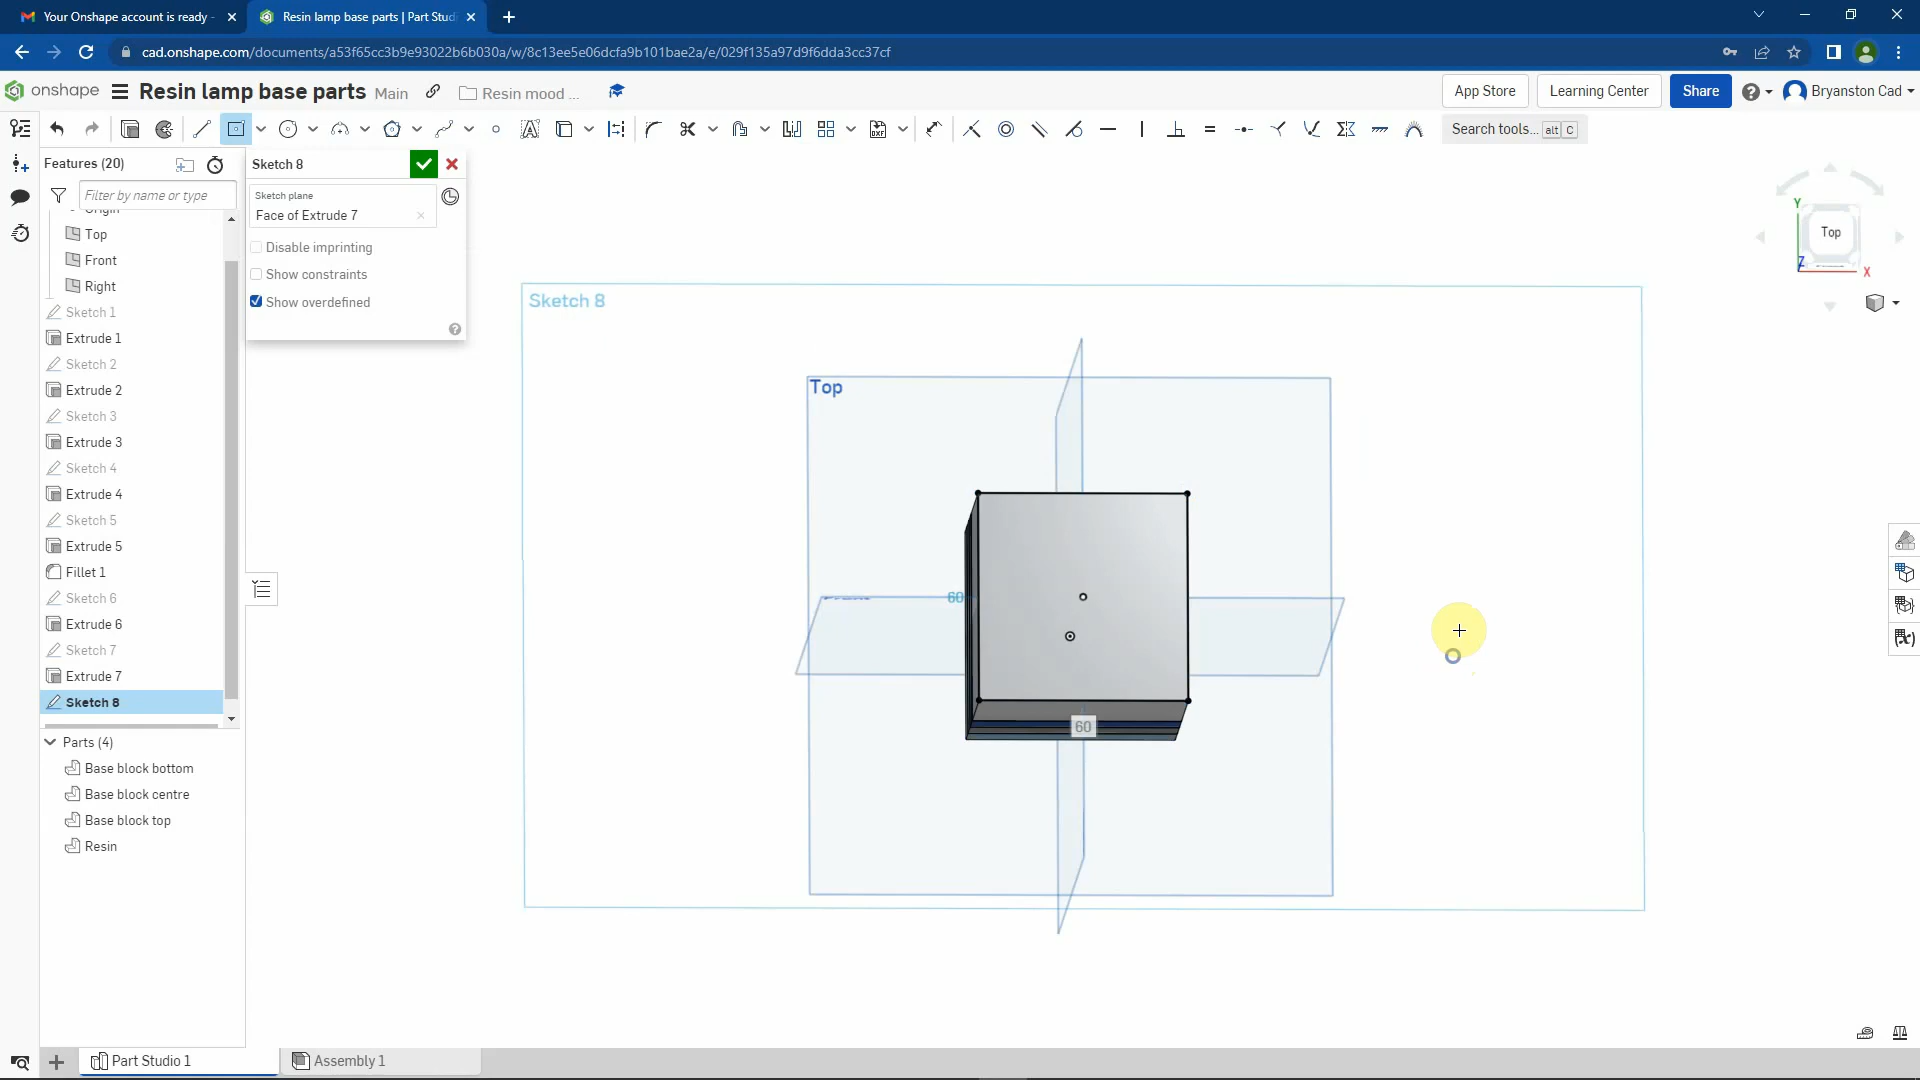 Your Onshape account is ready -
Resin lamp base parts | Part Studi
cad.onshape.com/documents/a53f65cc3b9e93022b6b030a/w/8c13ee5e06dcfa9b101bae2a/e/029f135a97d9f6dda3cc37cf
onshape
Resin lamp base parts
Main
Resin mood ...
App Store
Learning Center
Share
Bryanston Cad
Search tools...
alt
C
Features (20)
Filter by name or type
Origin
Top
Front
Right
Sketch 1
Extrude 1
Sketch 2
Extrude 2
Sketch 3
Extrude 3
Sketch 4
Extrude 4
Sketch 5
Extrude 5
Fillet 1
Sketch 6
Extrude 6
Sketch 7
Extrude 7
Sketch 8
Parts (4)
Base block bottom
Base block centre
Base block top
Resin
Sketch 8
Sketch plane
Face of Extrude 7
Disable imprinting
Show constraints
Show overdefined
Sketch 8
Top
60
60
Y
Top
Z
X
Part Studio 1
Assembly 1